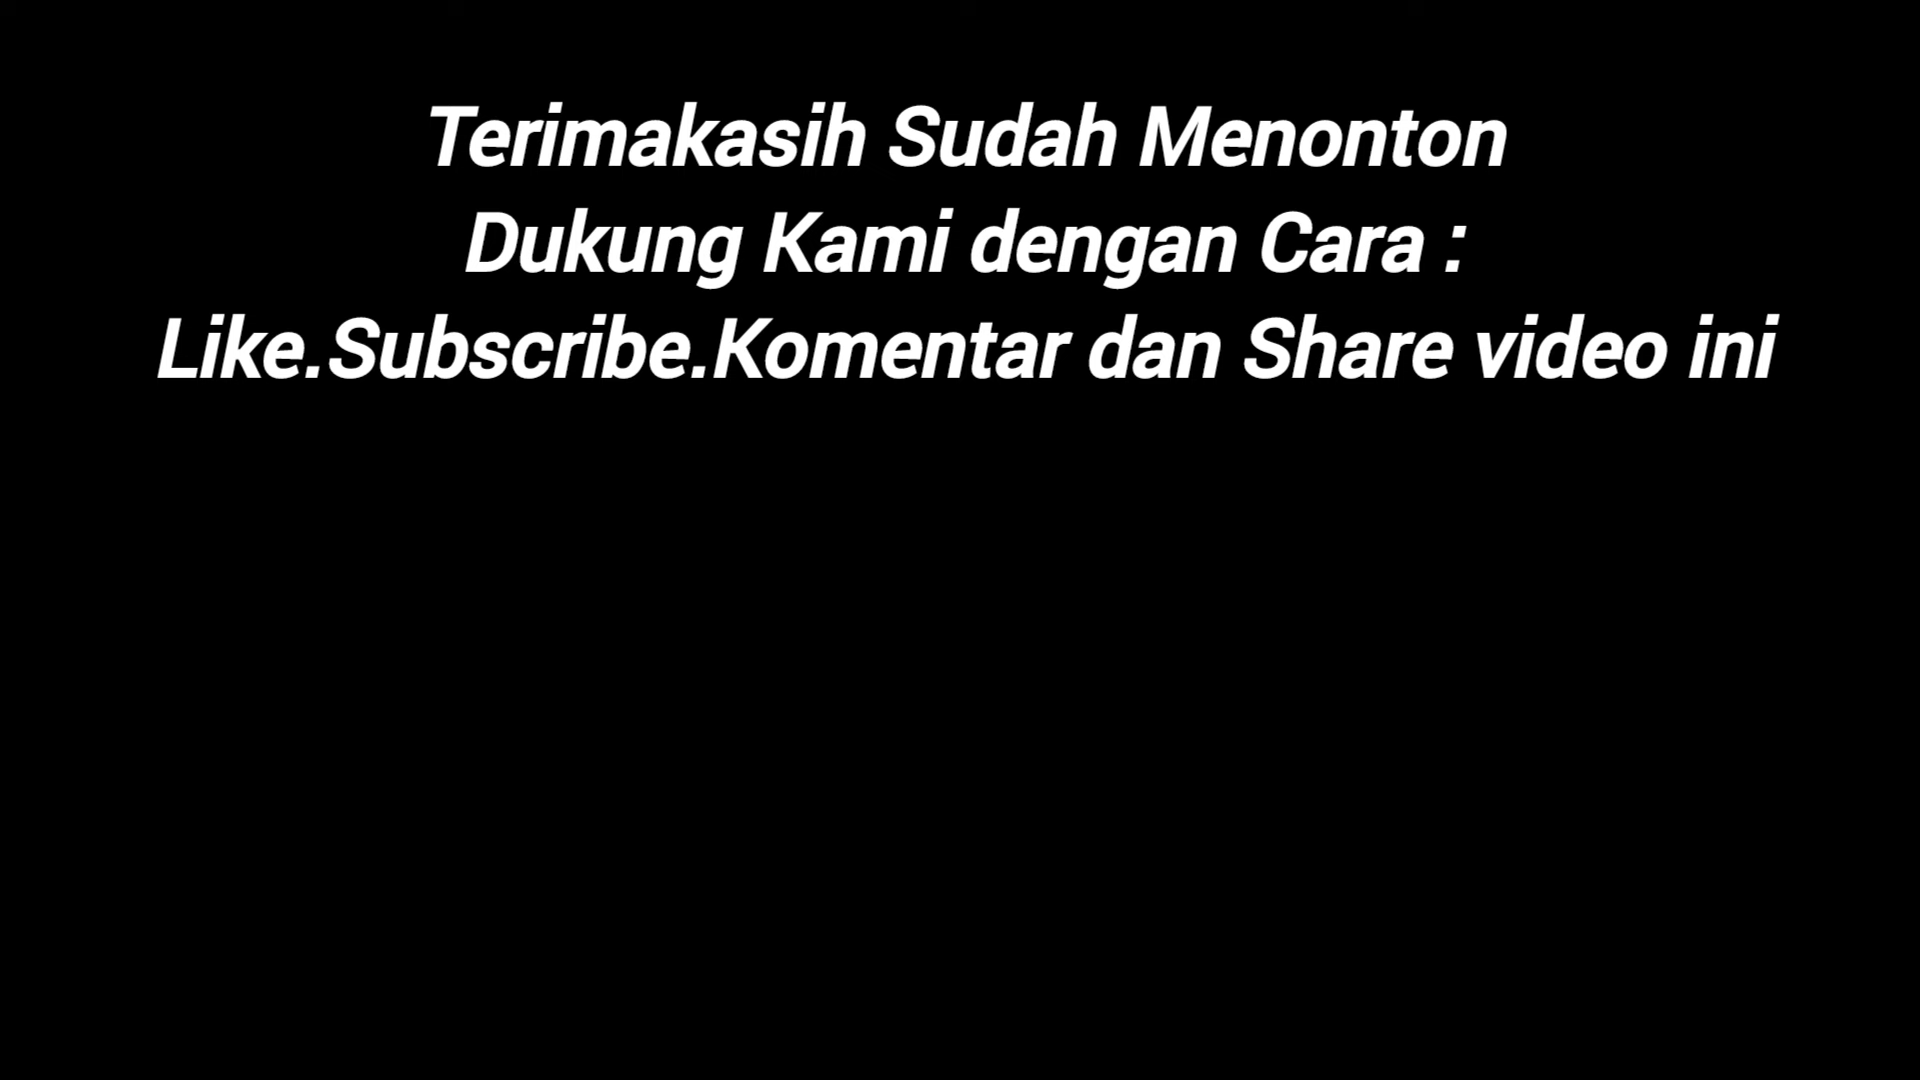 Terimakasih Sudah Menonton
Dukung Kami dengan Cara :
Like.Subscribe.Komentar dan Share video ini